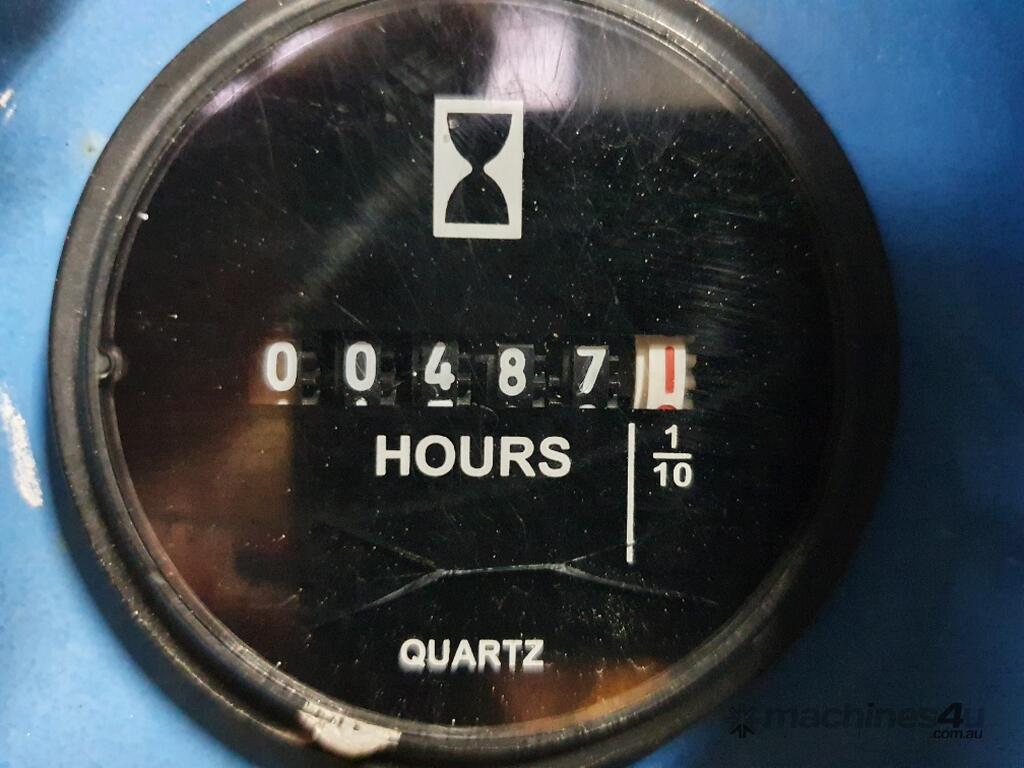 004871
HOURS
1
10
QUARTZ
machines4u
.com.au